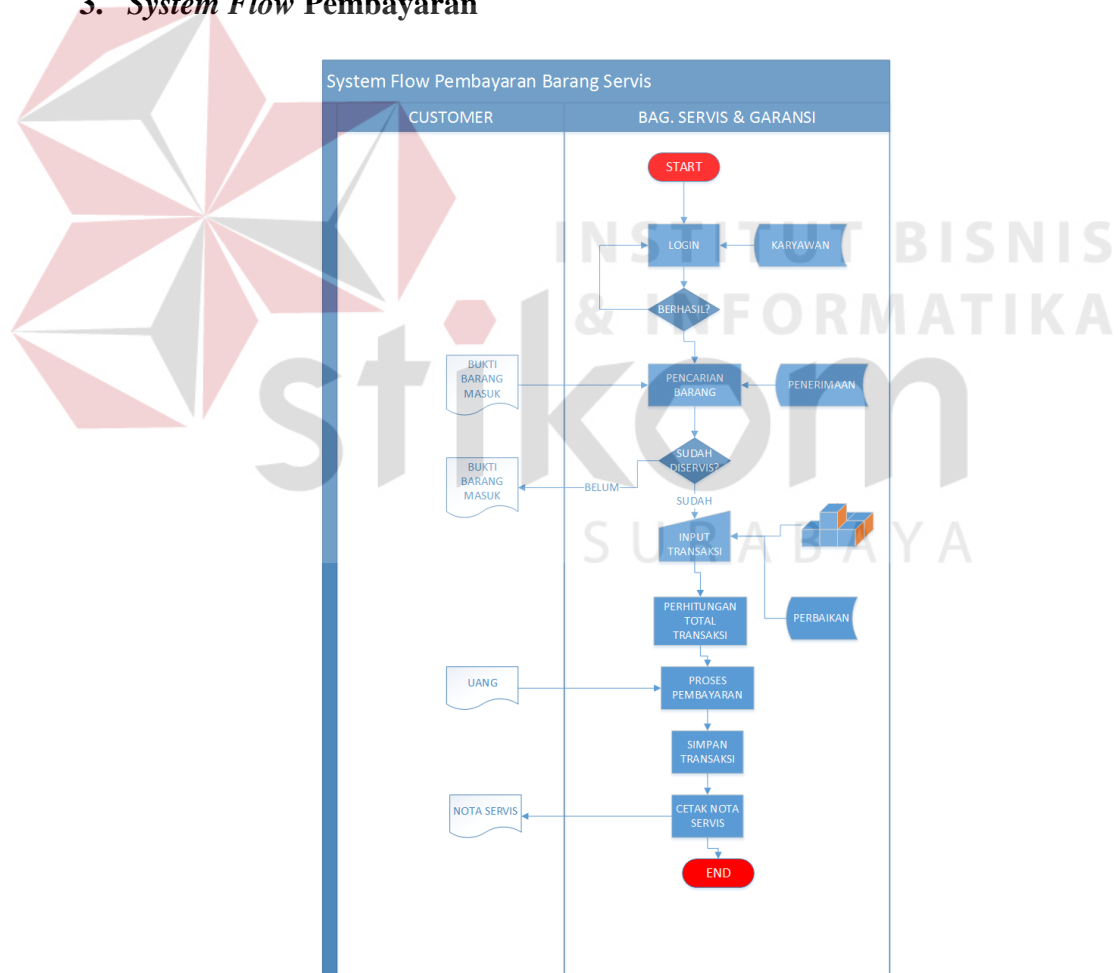 3. System Flow Pembayaran
System Flow Pembayaran Barang Servis
CUSTOMER
BAG. SERVIS & GARANSI
START
LOGIN
KARYAWAN
BERHASIL?
BUKTI
BARANG
MASUK
PENCARIAN
BARANG
PENERIMAAN
SUDAH
DISERVIS?
BUKTI
BARANG
MASUK
BELUM
SUDAH
INPUT
TRANSAKSI
PERHITUNGAN
TOTAL
TRANSAKSI
PERBAIKAN
UANG
PROSES
PEMBAYARAN
SIMPAN
TRANSAKSI
NOTA SERVIS
CETAK NOTA
SERVIS
END
INSTITUT BISNIS
& INFORMATIKA
stikom
SURABAYA